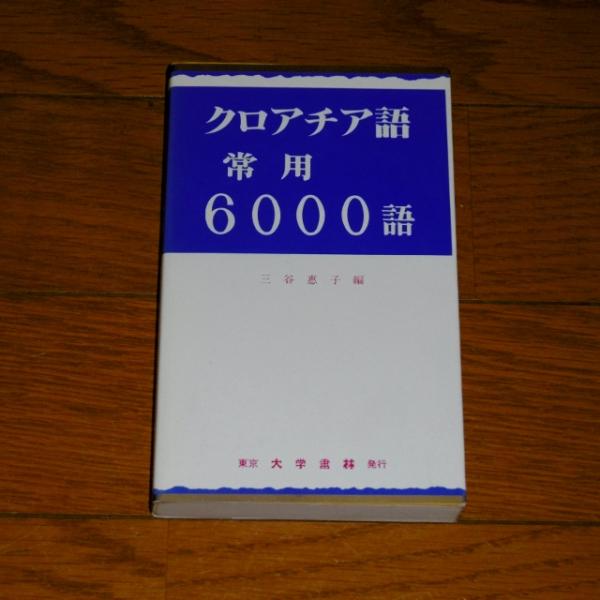 クロアチア語
常用
6000語
三谷惠子編
東京 大学書林 発行